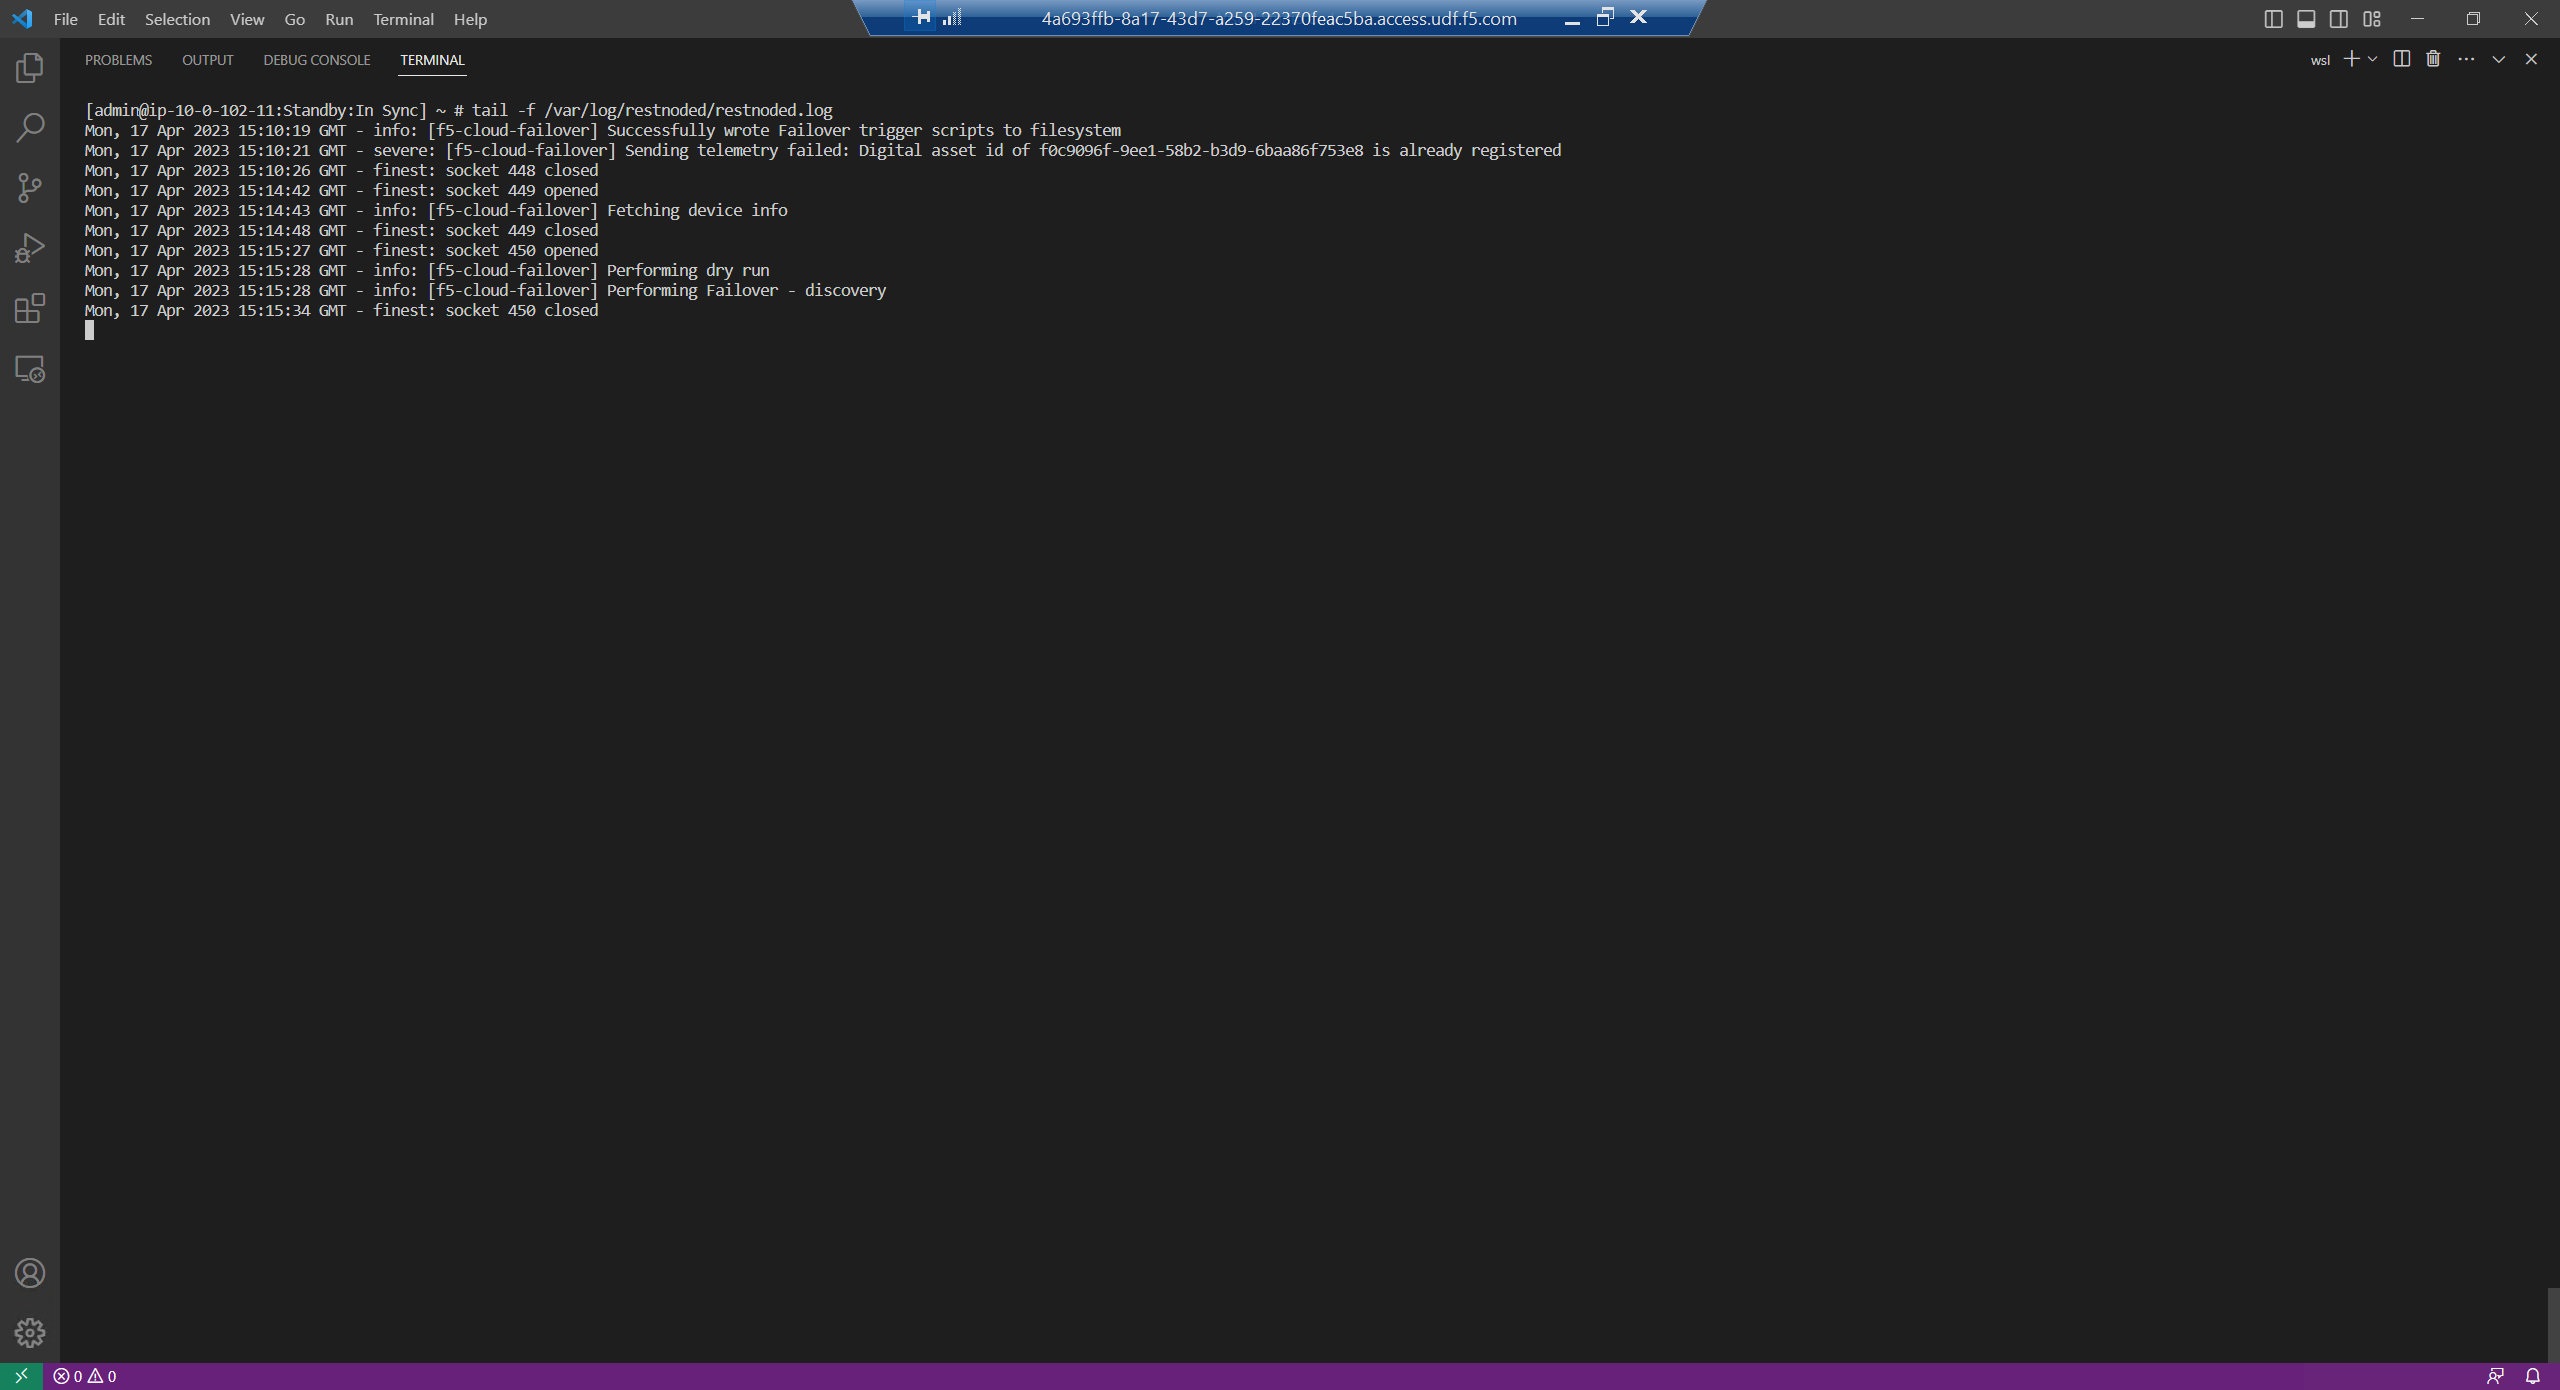 File Edit Selection View Go Run Terminal Help
4a693ffb-8a17-43d7-a259-22370feac5ba.access.udf.f5.com
PROBLEMS OUTPUT DEBUG CONSOLE TERMINAL
wsl
[admin@ip-10-0-102-11:Standby:In Sync] ~ # tail -f /var/log/restnoded/restnoded.log
Mon, 17 Apr 2023 15:10:19 GMT - info: [f5-cloud-failover] Successfully wrote Failover trigger scripts to filesystem
Mon, 17 Apr 2023 15:10:21 GMT - severe: [f5-cloud-failover] Sending telemetry failed: Digital asset id of f0c9096f-9ee1-58b2-b3d9-6baa86f753e8 is already registered
Mon, 17 Apr 2023 15:10:26 GMT - finest: socket 448 closed
Mon, 17 Apr 2023 15:14:42 GMT - finest: socket 449 opened
Mon, 17 Apr 2023 15:14:43 GMT - info: [f5-cloud-failover] Fetching device info
Mon, 17 Apr 2023 15:14:48 GMT - finest: socket 449 closed
Mon, 17 Apr 2023 15:15:27 GMT - finest: socket 450 opened
Mon, 17 Apr 2023 15:15:28 GMT - info: [f5-cloud-failover] Performing dry run
Mon, 17 Apr 2023 15:15:28 GMT - info: [f5-cloud-failover] Performing Failover - discovery
Mon, 17 Apr 2023 15:15:34 GMT - finest: socket 450 closed
0 0